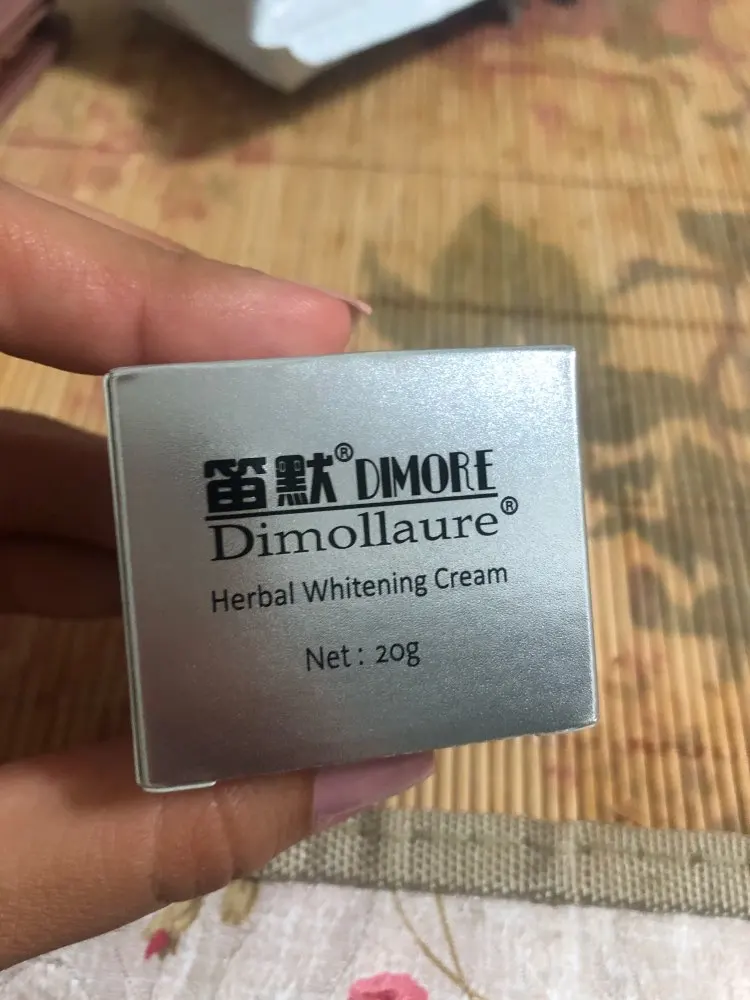 笛默® DIMORE
Dimollaure®
Herbal Whitening Cream
Net : 20g